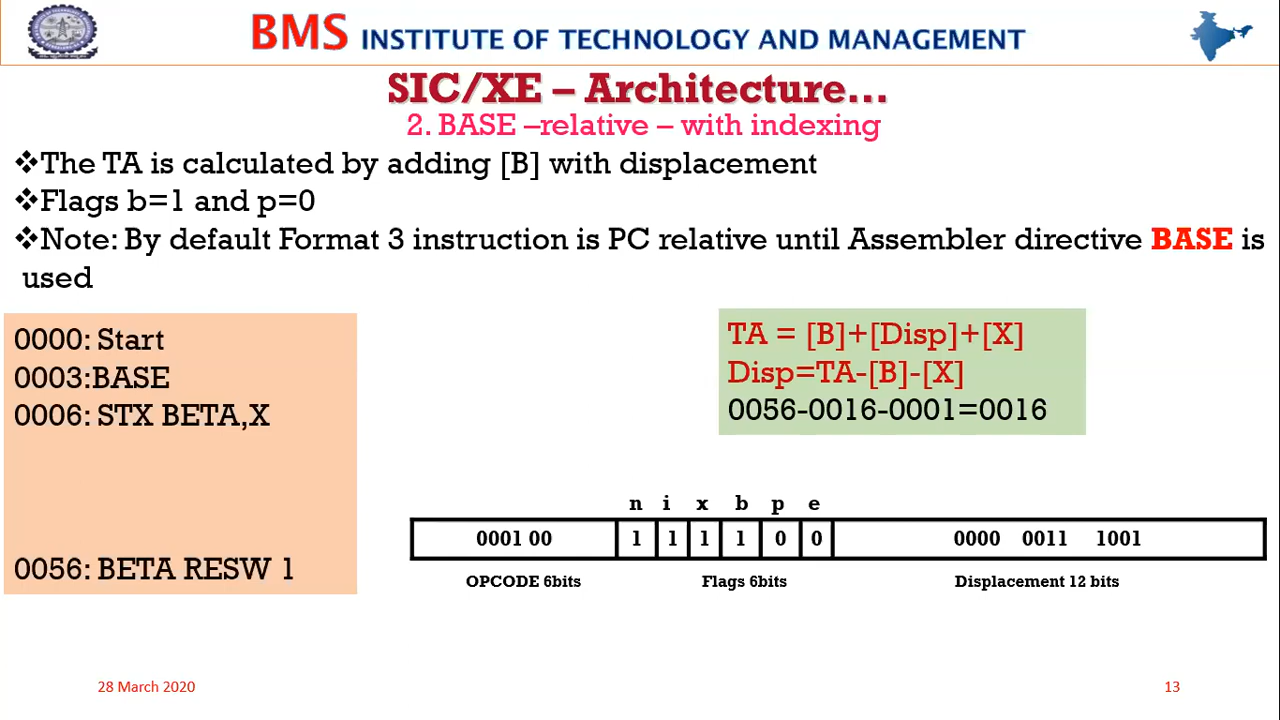 BMS INSTITUTE OF TECHNOLOGY AND MANAGEMENT
SIC/XE – Architecture...
2. BASE –relative – with indexing
❖The TA is calculated by adding [B] with displacement
❖Flags b=1 and p=0
❖Note: By default Format 3 instruction is PC relative until Assembler directive BASE is
used
0000: Start
0003:BASE
0006: STX BETA,X
0056: BETA RESW 1
TA = [B]+[Disp]+[X]
Disp=TA-[B]-[X]
0056-0016-0001=0016
n i x b p e
0001 00 1 1 1 1 0 0 0000 0011 1001
OPCODE 6bits Flags 6bits Displacement 12 bits
28 March 2020
13